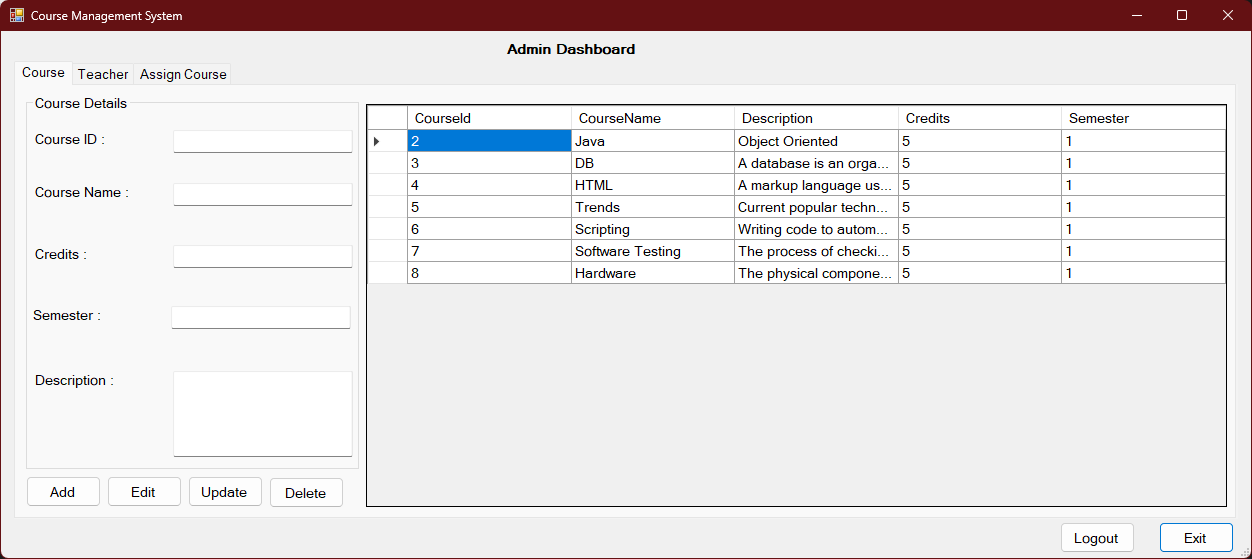 Course Management System
Admin Dashboard
Course Teacher Assign Course
Course Details
Course ID :
Course Name :
Credits :
Semester :
Description :
Add Edit Update Delete
CourseId CourseName Description Credits Semester
2 Java Object Oriented 5 1
3 DB A database is an orga... 5 1
4 HTML A markup language us... 5 1
5 Trends Current popular techn... 5 1
6 Scripting Writing code to autom... 5 1
7 Software Testing The process of checki... 5 1
8 Hardware The physical compone... 5 1
Logout Exit